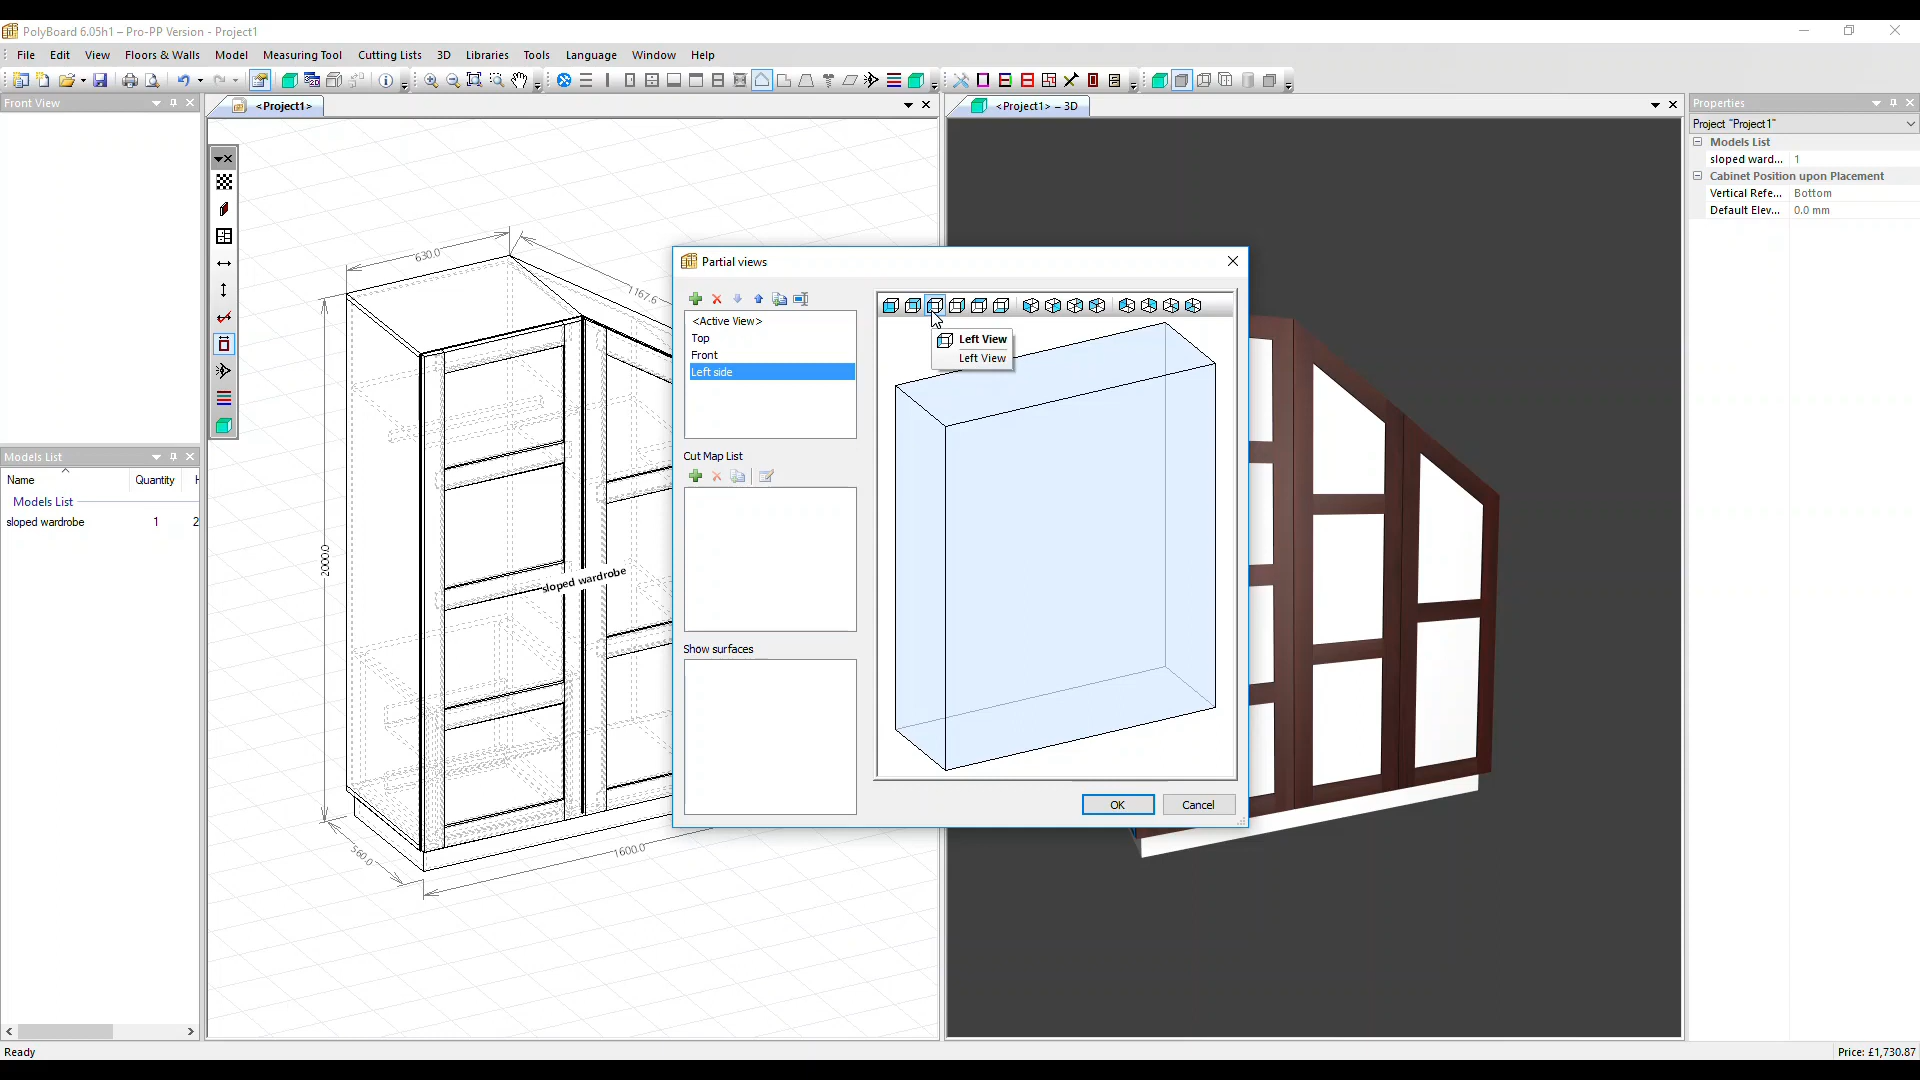 PolyBoard 6.05h1 – Pro-PP Version - Project1
File Edit View Floors & Walls Model Measuring Tool Cutting Lists 3D Libraries Tools Language Window Help
Front View
<Project1>
<Project1> – 3D
Properties
Project "Project1"
Models List
sloped ward... 1
Cabinet Position upon Placement
Vertical Refe... Bottom
Default Elev... 0.0 mm
Models List
Name Quantity
Models List
sloped wardrobe 1 2
630.0
1167.6
2000.0
sloped wardrobe
560.0
1600.0
Partial views
<Active View>
Top
Front
Left side
Left View
Left View
Cut Map List
Show surfaces
OK Cancel
Ready
Price: £1,730.87